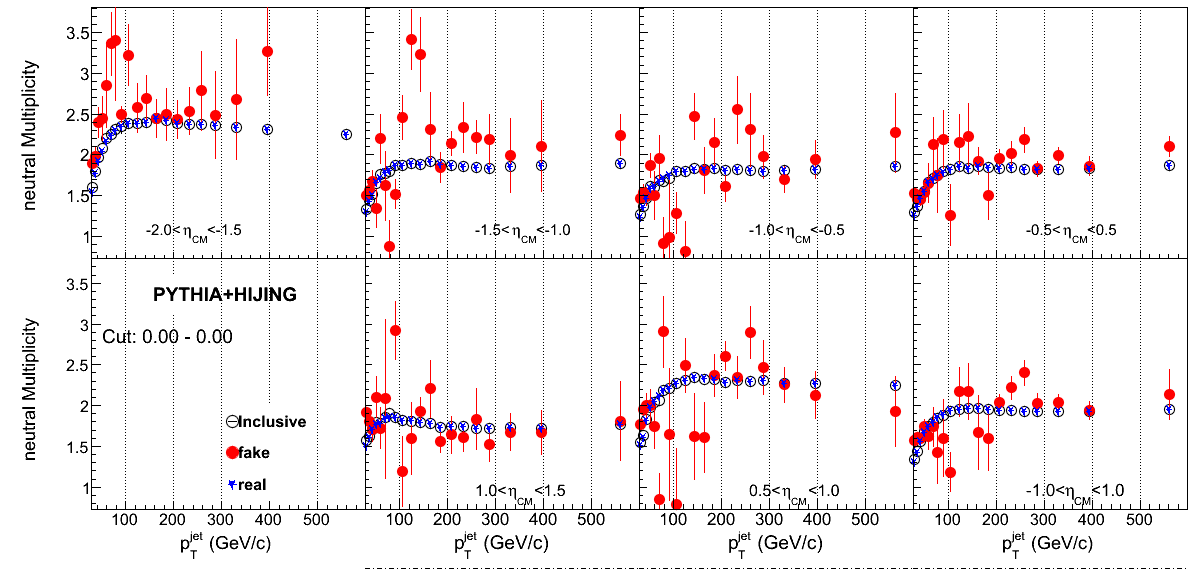 neutral Multiplicity
3.5
3
2.5
2
1.5
1
-2.0<η_CM<-1.5
-1.5<η_CM<-1.0
-1.0<η_CM<-0.5
-0.5<η_CM<0.5
neutral Multiplicity
3.5
3
2.5
2
1.5
1
PYTHIA+HIJING
Cut: 0.00 - 0.00
Inclusive
fake
real
1.0<η_CM<1.5
0.5<η_CM<1.0
-1.0<η_CM<1.0
100 200 300 400 500
100 200 300 400 500
100 200 300 400 500
100 200 300 400 500
p_T^jet (GeV/c)
p_T^jet (GeV/c)
p_T^jet (GeV/c)
p_T^jet (GeV/c)